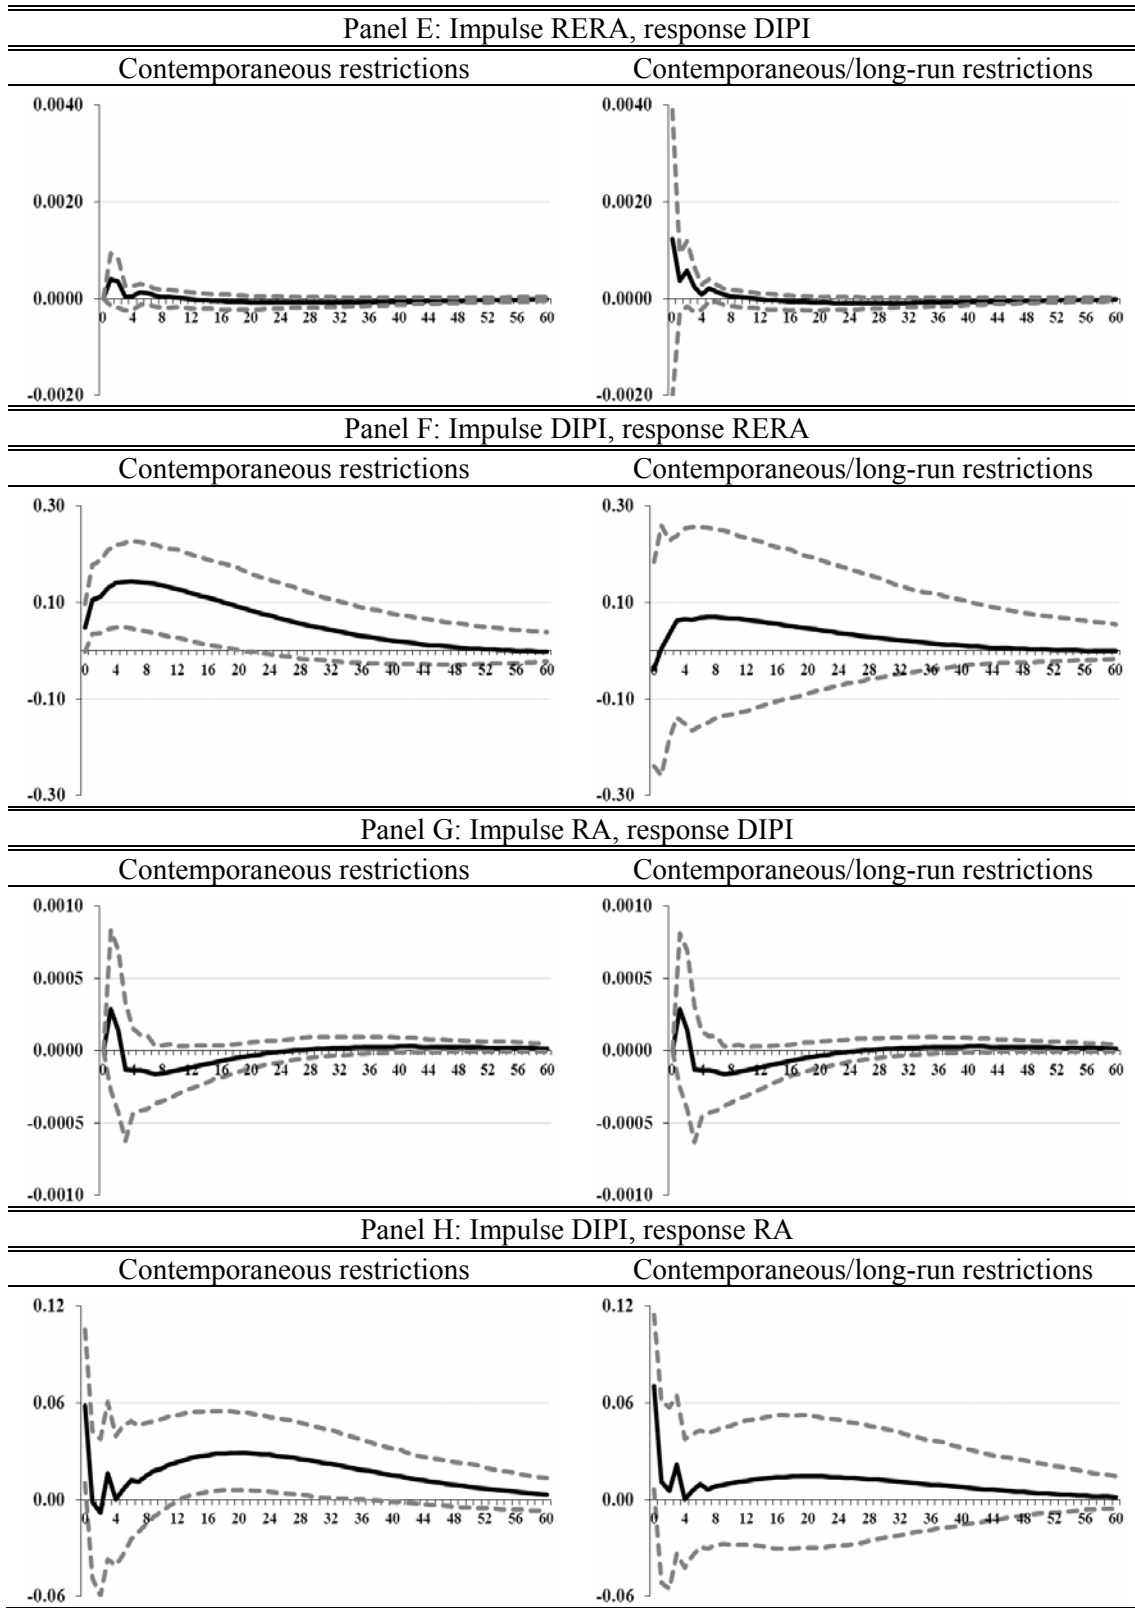 Panel E: Impulse RERA, response DIPI
Contemporaneous restrictions Contemporaneous/long-run restrictions
0.0040 0.0040
0.0020 0.0020
0.0000 0.0000
0 4 8 12 16 20 24 28 32 36 40 44 48 52 56 60 0 4 8 12 16 20 24 28 32 36 40 44 48 52 56 60
-0.0020 -0.0020
Panel F: Impulse DIPI, response RERA
Contemporaneous restrictions Contemporaneous/long-run restrictions
0.30 0.30
0.10 0.10
0 4 8 12 16 20 24 28 32 36 40 44 48 52 56 60 0 4 8 12 16 20 24 28 32 36 40 44 48 52 56 60
-0.10 -0.10
-0.30 -0.30
Panel G: Impulse RA, response DIPI
Contemporaneous restrictions Contemporaneous/long-run restrictions
0.0010 0.0010
0.0005 0.0005
0.0000 0.0000
0 4 8 12 16 20 24 28 32 36 40 44 48 52 56 60 0 4 8 12 16 20 24 28 32 36 40 44 48 52 56 60
-0.0005 -0.0005
-0.0010 -0.0010
Panel H: Impulse DIPI, response RA
Contemporaneous restrictions Contemporaneous/long-run restrictions
0.12 0.12
0.06 0.06
0.00 0.00
0 4 8 12 16 20 24 28 32 36 40 44 48 52 56 60 0 4 8 12 16 20 24 28 32 36 40 44 48 52 56 60
-0.06 -0.06